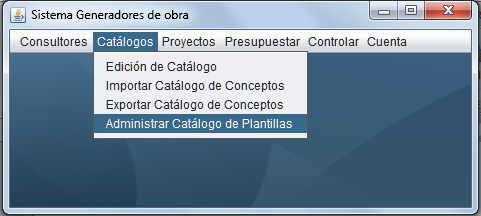 Sistema Generadores de obra
Consultores Catálogos Proyectos Presupuestar Controlar Cuenta
Edición de Catálogo
Importar Catálogo de Conceptos
Exportar Catálogo de Conceptos
Administrar Catálogo de Plantillas